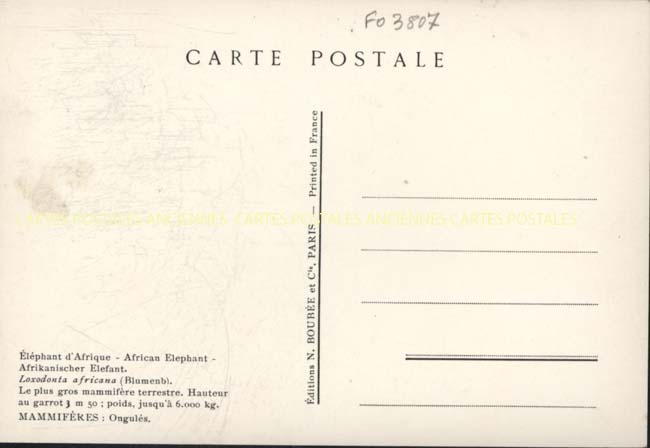 FO 3807
CARTE POSTALE
Éditions N. BOUBÉE et Cⁱᵉ, PARIS — Printed in France
CARTES POSTALES ANCIENNES CARTES POSTALES ANCIENNES CARTES POSTALES
Éléphant d'Afrique - African Elephant -
Afrikanischer Elefant.
Loxodonta africana (Blumenb).
Le plus gros mammifère terrestre. Hauteur
au garrot 3 m 50 ; poids, jusqu'à 6.000 kg.
MAMMIFÈRES : Ongulés.